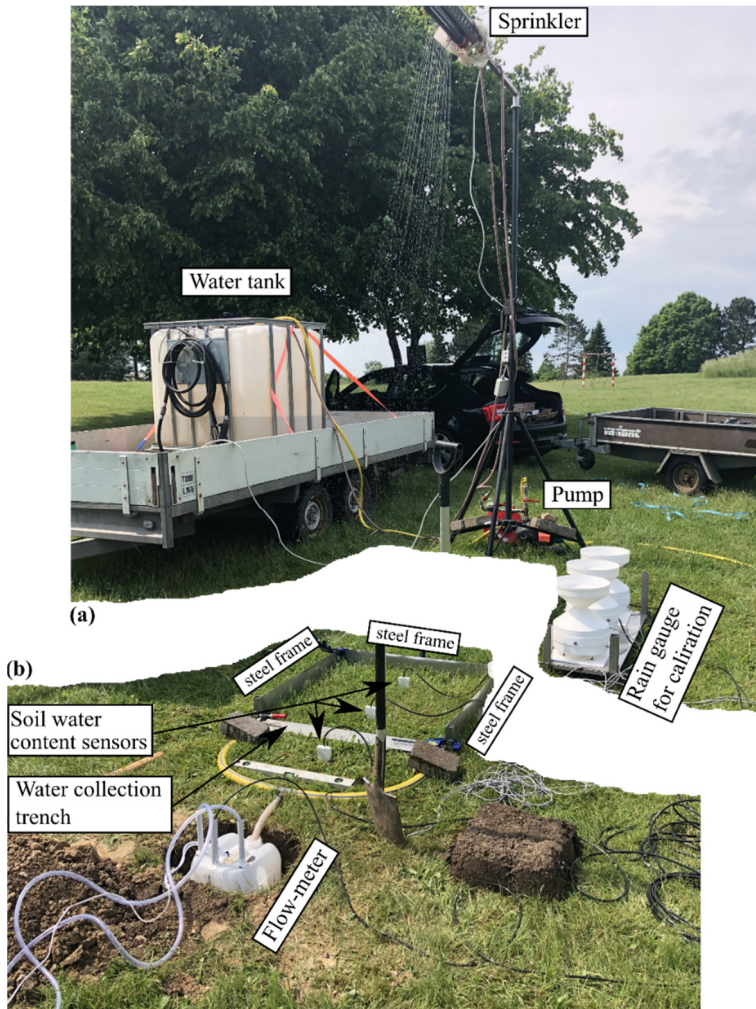 Sprinkler
Water tank
Pump
(a)
Rain gauge
for caliration
(b)
steel frame
steel frame
steel frame
Soil water
content sensors
Water collection
trench
Flow-meter